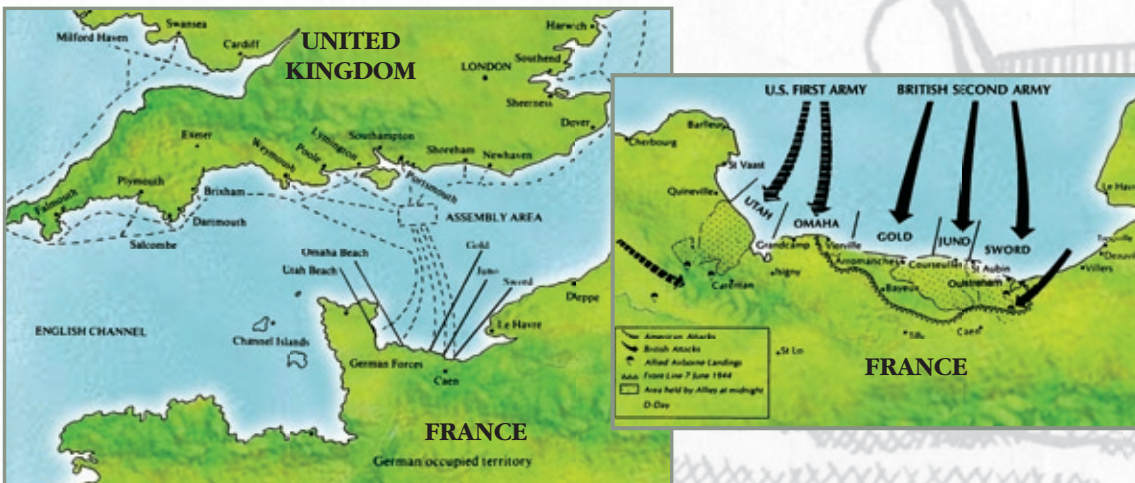 Swansea
Milford Haven
Cardiff
UNITED
KINGDOM
Harwich
LONDON
Southend
Sheerness
Dover
Exeter
Weymouth
Poole
Lymington
Southampton
Portsmouth
Shoreham
Newhaven
Plymouth
Falmouth
Brixham
Dartmouth
Salcombe
ASSEMBLY AREA
Omaha Beach
Utah Beach
Gold
Juno
Sword
Dieppe
Le Havre
ENGLISH CHANNEL
Channel Islands
German Forces
Caen
FRANCE
German occupied territory
U.S. FIRST ARMY
BRITISH SECOND ARMY
Barfleur
Cherbourg
St Vaast
Quineville
UTAH
OMAHA
GOLD
JUNO
SWORD
Le Hav
Grandcamp
Vierville
Arromanches
Courseulles
St Aubin
Ouistreham
Villers
Isigny
Bayeux
Carentan
Caen
St Lo
FRANCE
American Attacks
British Attacks
Allied Airborne Landings
Front Line 7 June 1944
Area held by Allies at midnight
D-Day